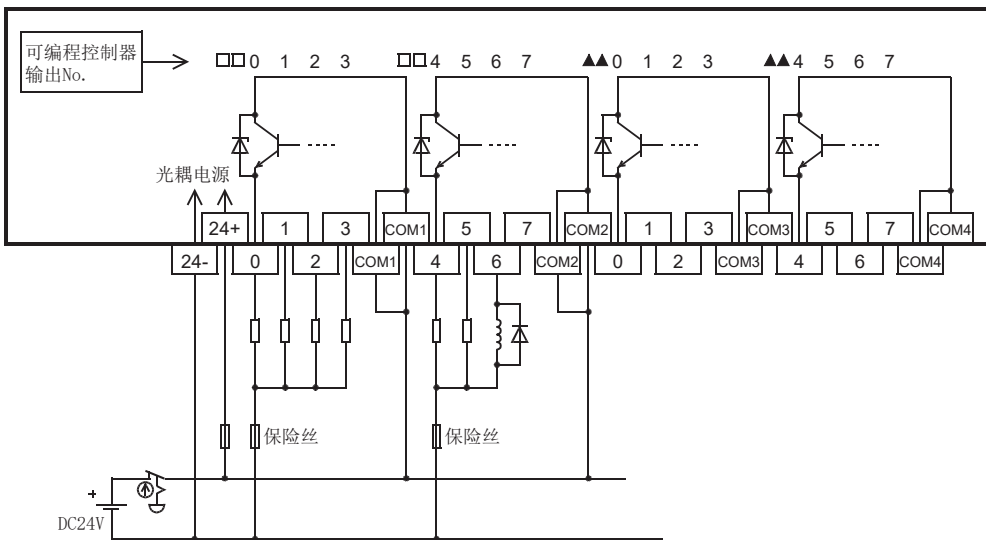 可编程控制器
输出No.
□□0 1 2 3 □□4 5 6 7 ▲▲0 1 2 3 ▲▲4 5 6 7
光耦电源
24+ 1 3 COM1 5 7 COM2 1 3 COM3 5 7 COM4
24- 0 2 COM1 4 6 COM2 0 2 COM3 4 6 COM4
保险丝 保险丝
+
DC24V